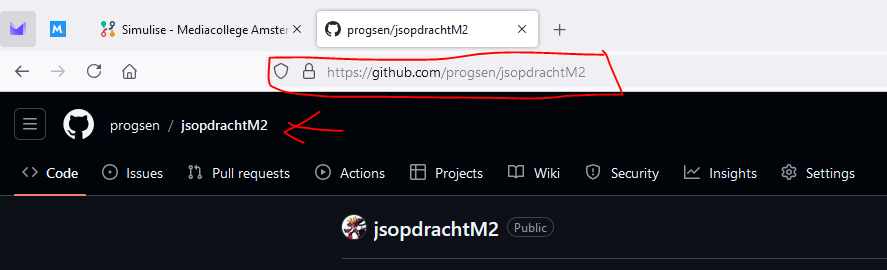 Simulise - Mediacollege Amster
progsen/jsopdrachtM2
https://github.com/progsen/jsopdrachtM2
progsen / jsopdrachtM2
Code Issues Pull requests Actions Projects Wiki Security Insights Settings
jsopdrachtM2 Public